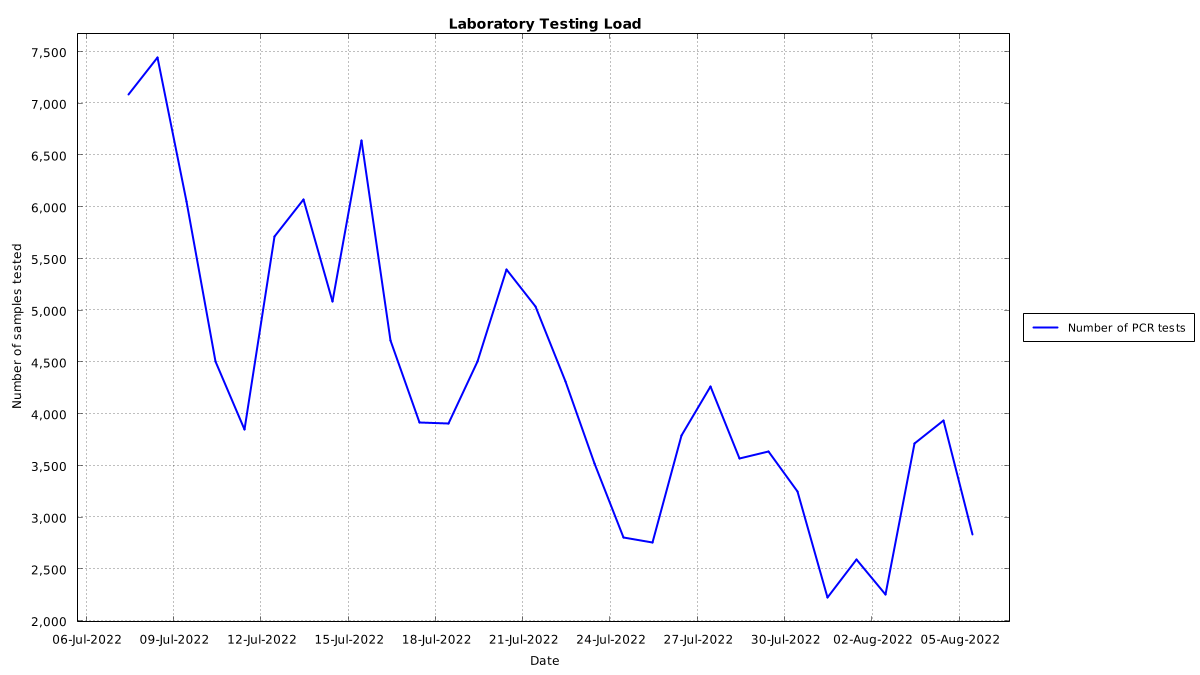 Laboratory Testing Load
7,500
7,000
6,500
6,000
5,500
5,000
4,500
4,000
3,500
3,000
2,500
2,000
Number of samples tested
06-Jul-2022 09-Jul-2022 12-Jul-2022 15-Jul-2022 18-Jul-2022 21-Jul-2022 24-Jul-2022 27-Jul-2022 30-Jul-2022 02-Aug-2022 05-Aug-2022
Date
Number of PCR tests